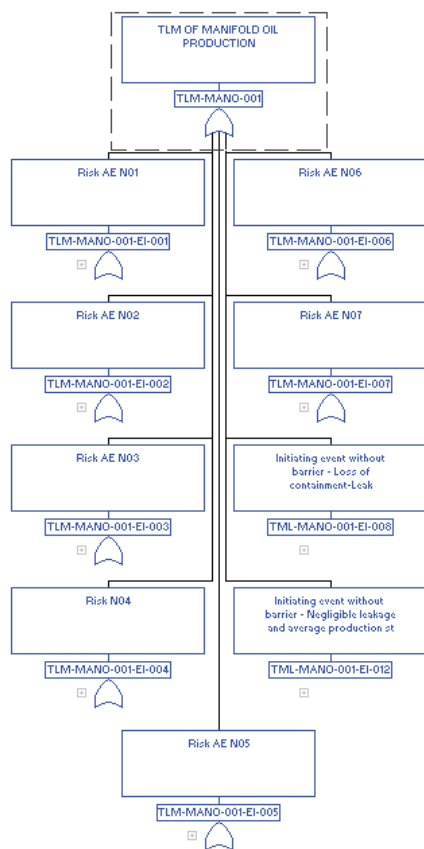 TLM OF MANIFOLD OIL
PRODUCTION
TLM-MANO-001
Risk AE N01
TLM-MANO-001-EI-001
Risk AE N06
TLM-MANO-001-EI-006
Risk AE N02
TLM-MANO-001-EI-002
Risk AE N07
TLM-MANO-001-EI-007
Risk AE N03
TLM-MANO-001-EI-003
Initiating event without
barrier - Loss of
containment-Leak
TML-MANO-001-EI-008
Risk N04
TLM-MANO-001-EI-004
Initiating event without
barrier - Negligible leakage
and average production st
TML-MANO-001-EI-012
Risk AE N05
TLM-MANO-001-EI-005